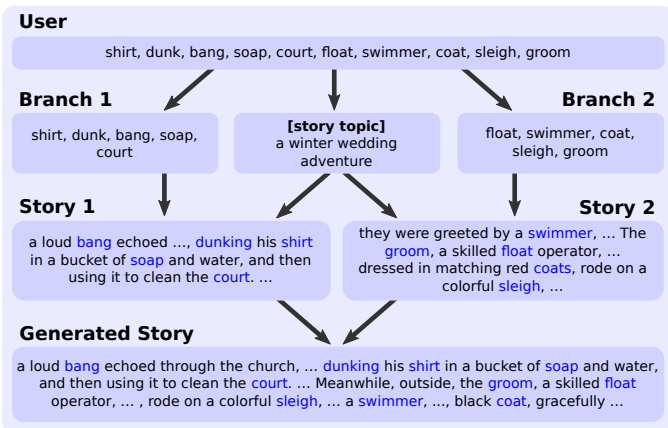 User
shirt, dunk, bang, soap, court, float, swimmer, coat, sleigh, groom
Branch 1
Branch 2
shirt, dunk, bang, soap,
court
[story topic]
a winter wedding
adventure
float, swimmer, coat,
sleigh, groom
Story 1
Story 2
a loud bang echoed ..., dunking his shirt
in a bucket of soap and water, and then
using it to clean the court. ...
they were greeted by a swimmer, ... The
groom, a skilled float operator, ...
dressed in matching red coats, rode on a
colorful sleigh, ...
Generated Story
a loud bang echoed through the church, ... dunking his shirt in a bucket of soap and water,
and then using it to clean the court. ... Meanwhile, outside, the groom, a skilled float
operator, ... , rode on a colorful sleigh, ... a swimmer, ..., black coat, gracefully ...